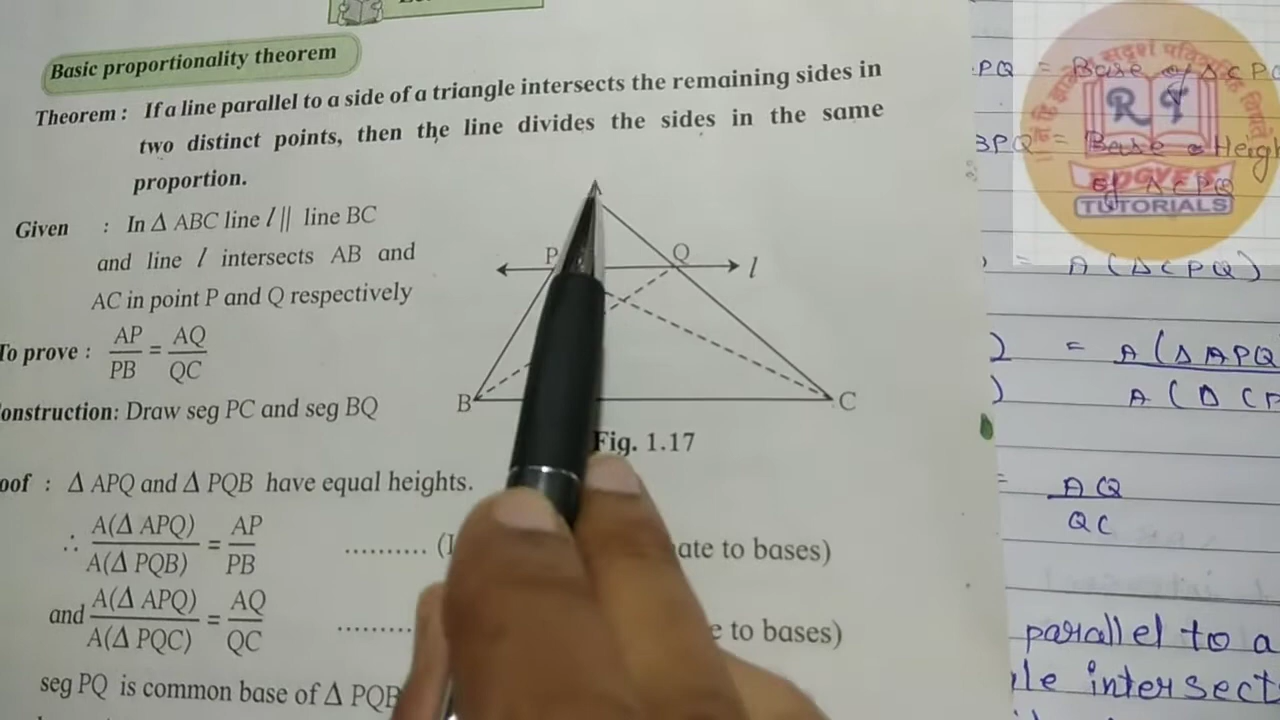 Basic proportionality theorem
Theorem : If a line parallel to a side of a triangle intersects the remaining sides in
two distinct points, then the line divides the sides in the same
proportion.
Given : In Δ ABC line l || line BC
and line l intersects AB and
AC in point P and Q respectively
To prove : AP/PB = AQ/QC
onstruction: Draw seg PC and seg BQ
P Q l
B C
Fig. 1.17
oof : Δ APQ and Δ PQB have equal heights.
∴ A(Δ APQ)/A(Δ PQB) = AP/PB .......... (I ate to bases)
and A(Δ APQ)/A(Δ PQC) = AQ/QC .......... e to bases)
seg PQ is common base of Δ PQB
PQ = Base of Δ CPQ
BPQ = Base Heigh
of Δ CPQ
R T
TUTORIALS
= A (Δ CPQ)
= A (Δ APQ
A ( Δ CP
= AQ
QC
parallel to a
le intersect